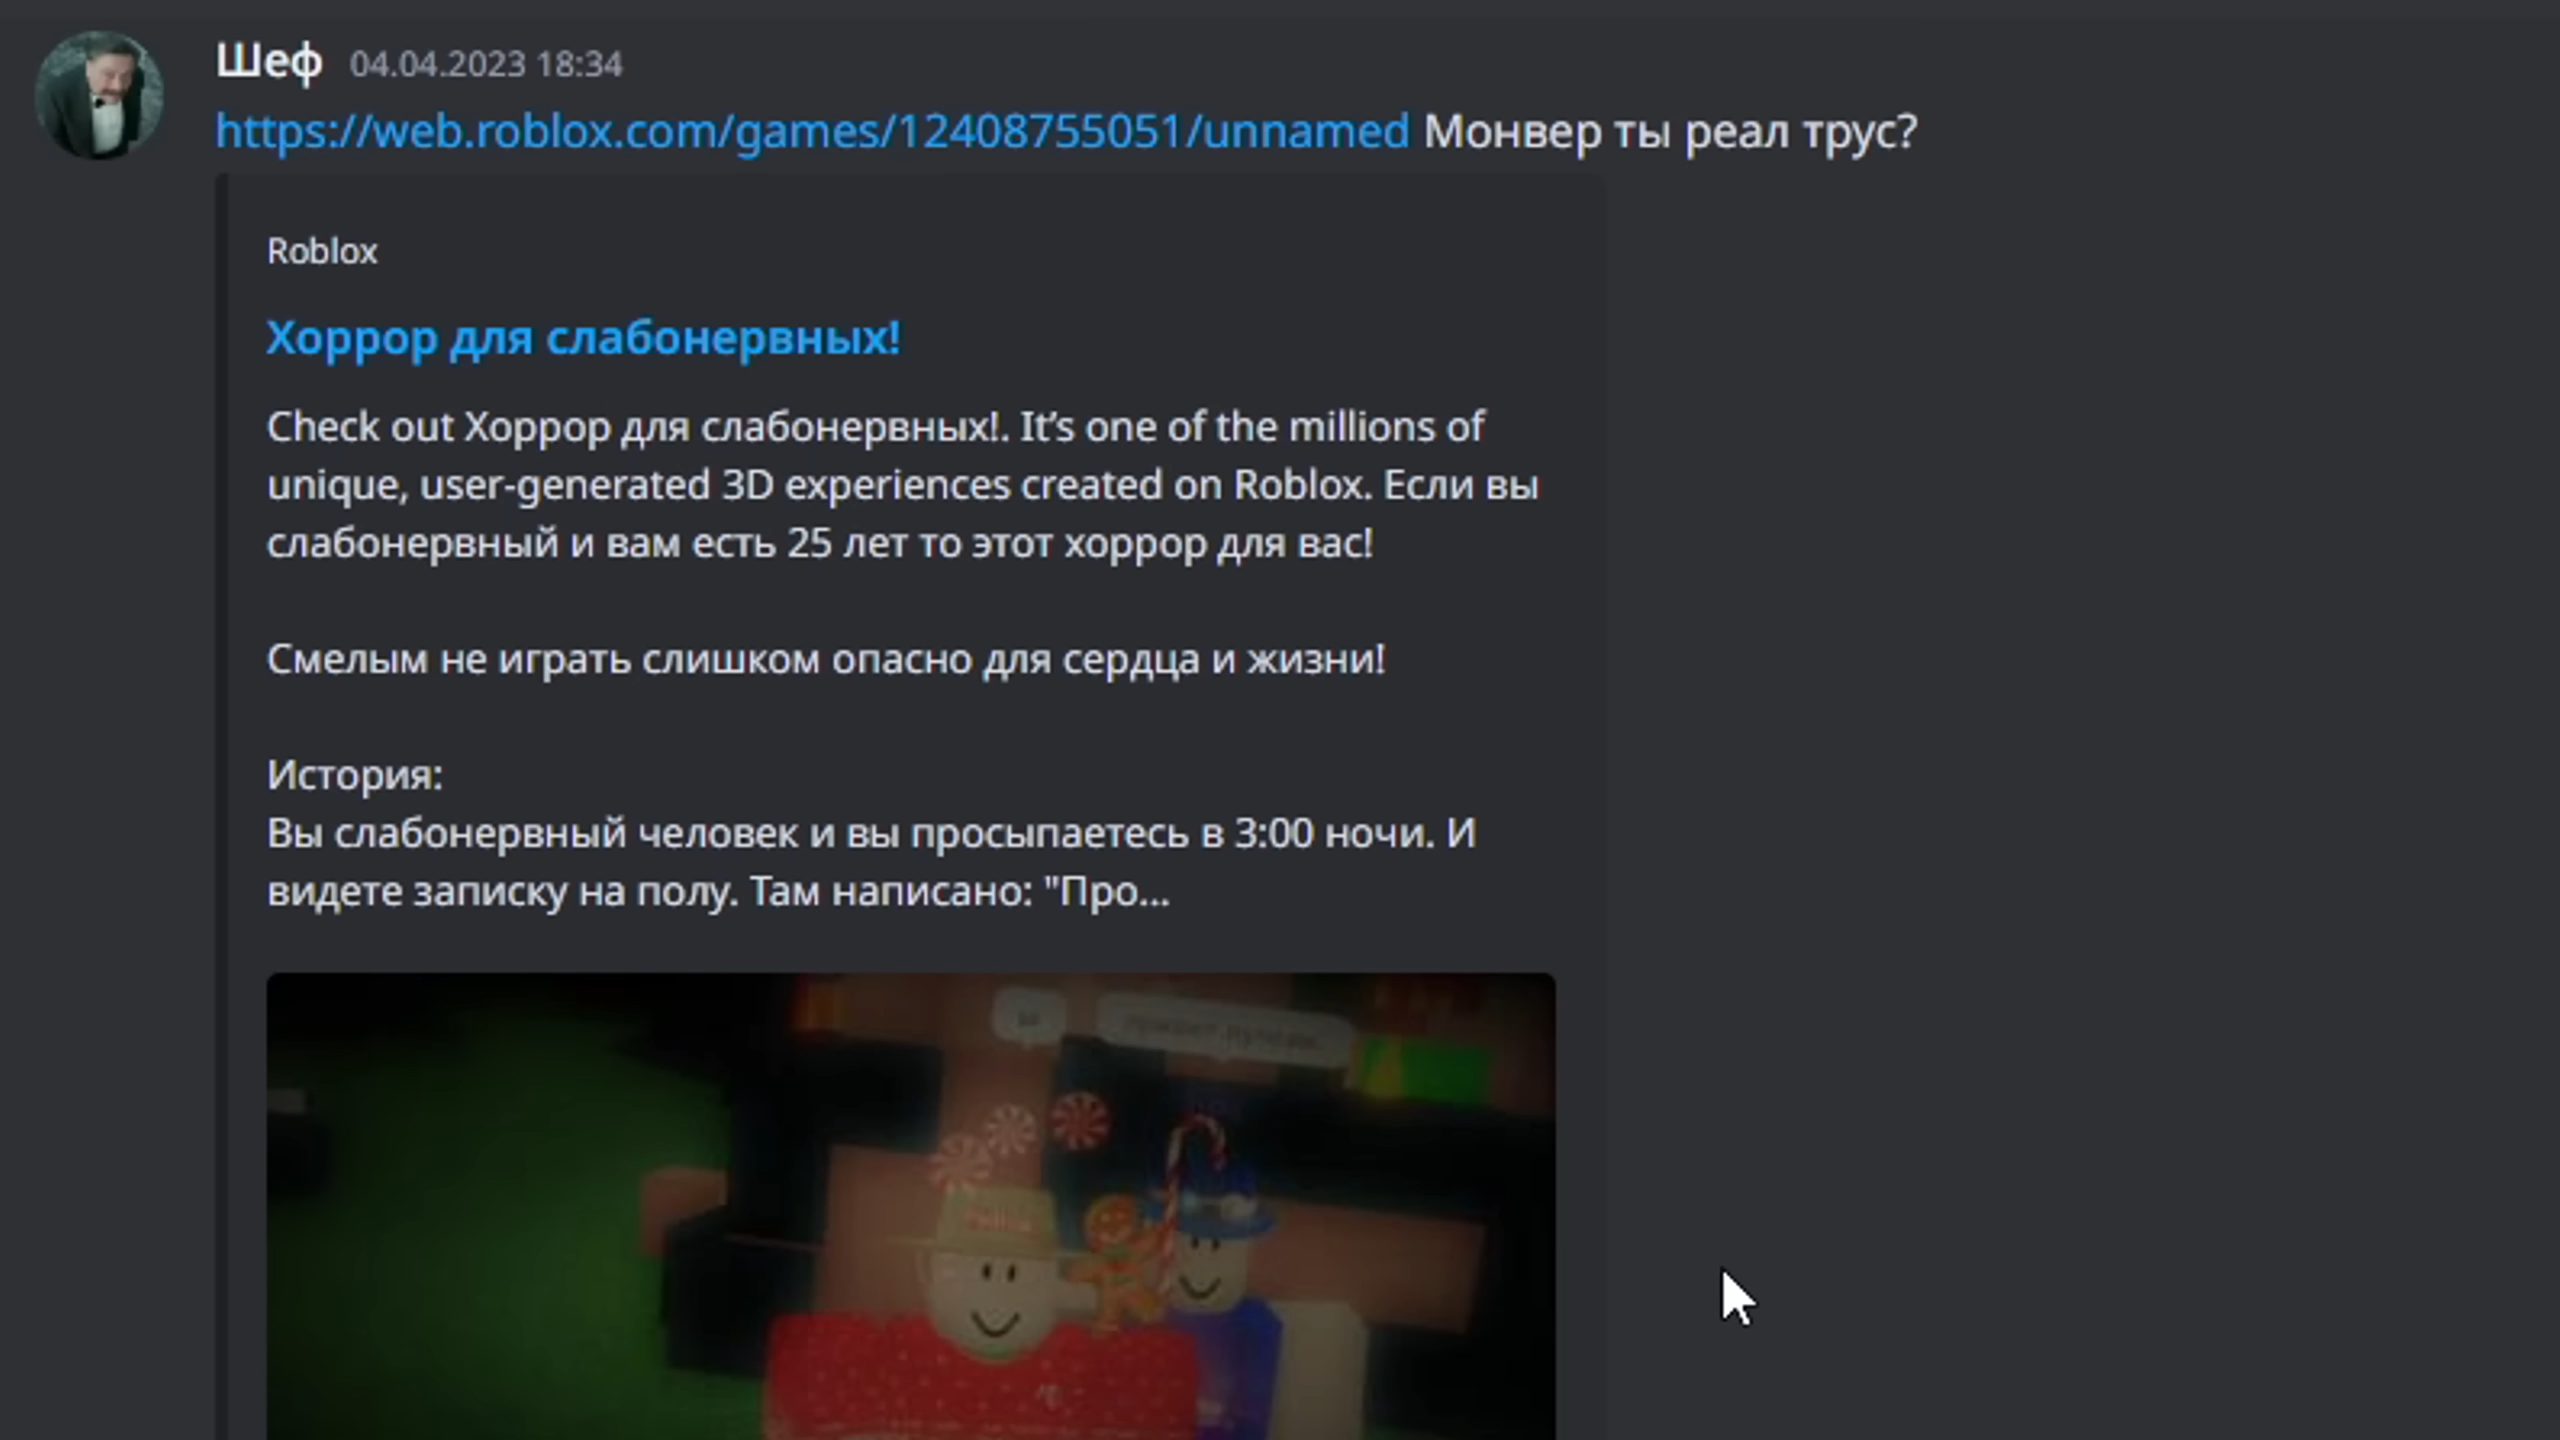 Шеф 04.04.2023 18:34
https://web.roblox.com/games/12408755051/unnamed Монвер ты реал трус?
Roblox
Хоррор для слабонервных!
Check out Хоррор для слабонервных!. It's one of the millions of
unique, user-generated 3D experiences created on Roblox. Если вы
слабонервный и вам есть 25 лет то этот хоррор для вас!
Смелым не играть слишком опасно для сердца и жизни!
История:
Вы слабонервный человек и вы просыпаетесь в 3:00 ночи. И
видете записку на полу. Там написано: "Про...